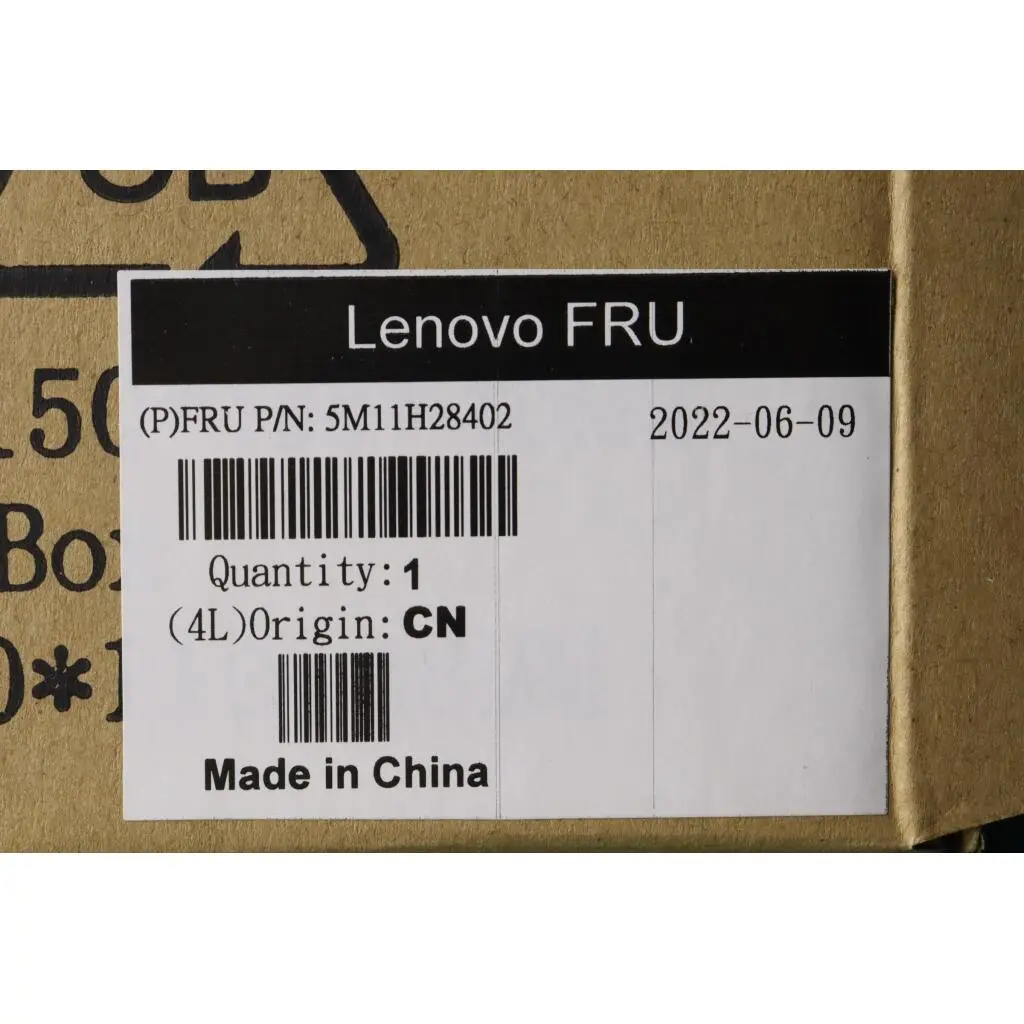 Lenovo FRU
(P)FRU P/N: 5M11H28402
2022-06-09
Quantity: 1
(4L)Origin: CN
Made in China